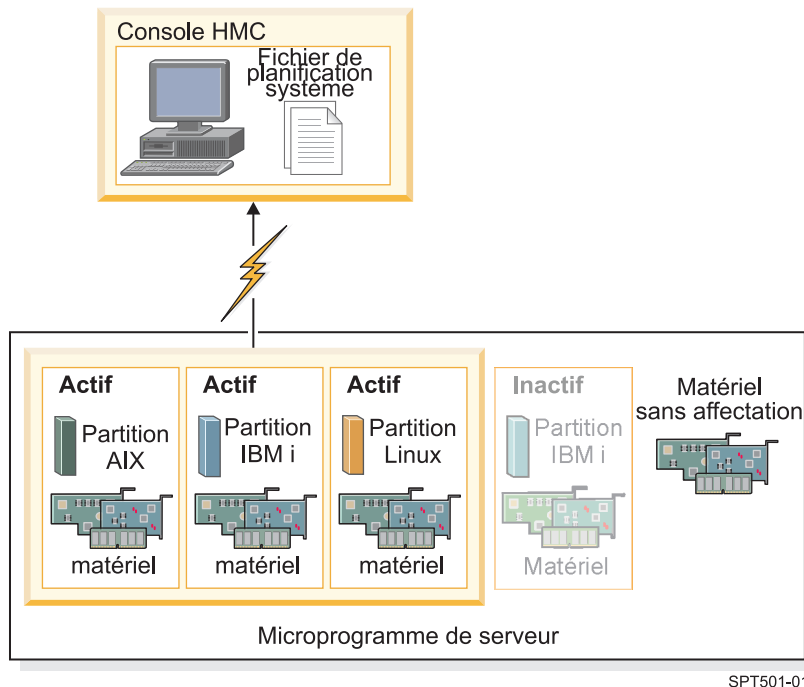 Console HMC
Fichier de
planification
système
Actif
Partition
AIX
matériel
Actif
Partition
IBM i
matériel
Actif
Partition
Linux
matériel
Inactif
Partition
IBM i
Matériel
Matériel
sans affectation
Microprogramme de serveur
SPT501-01